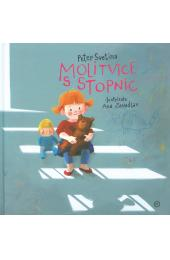 Peter Svetina
MOLITVICE
S STOPNIC
ilustrirala
Ana Zavadlav